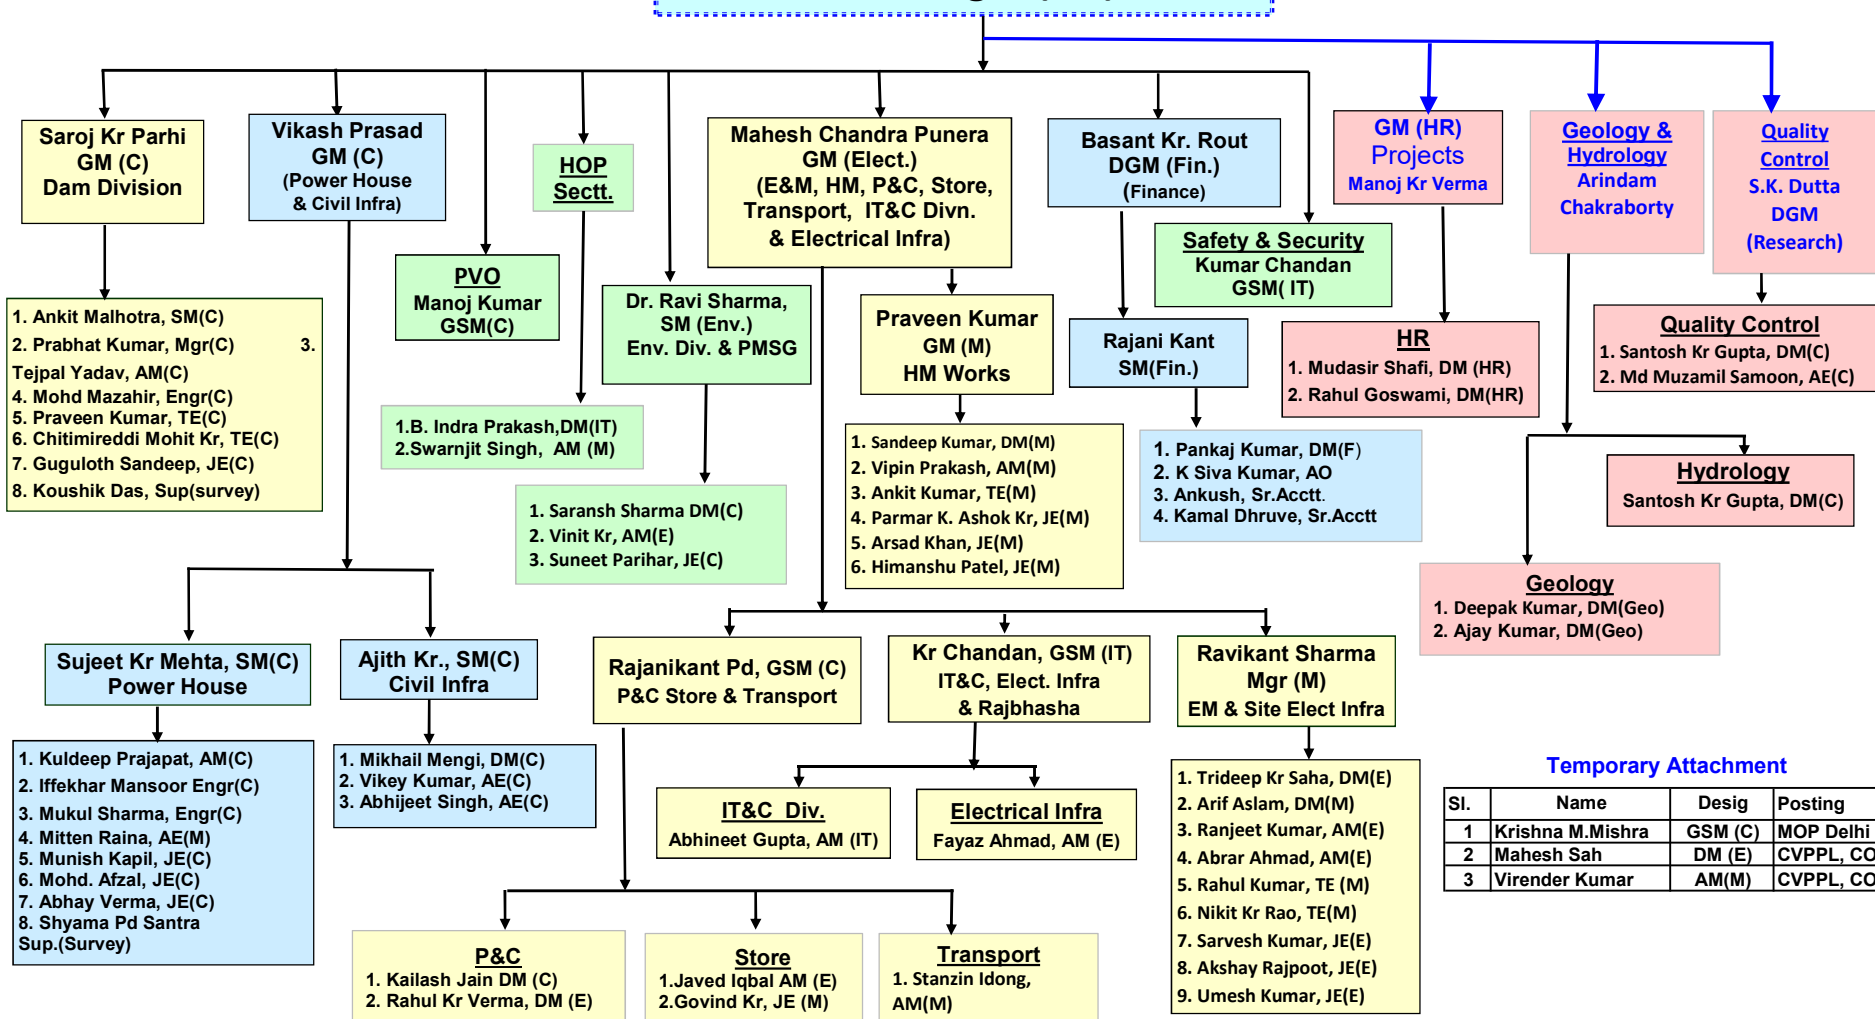 Saroj Kr Parhi
GM (C)
Dam Division
Vikash Prasad
GM (C)
(Power House
& Civil Infra)
HOP
Sectt.
Mahesh Chandra Punera
GM (Elect.)
(E&M, HM, P&C, Store,
Transport, IT&C Divn.
& Electrical Infra)
Basant Kr. Rout
DGM (Fin.)
(Finance)
GM (HR)
Projects
Manoj Kr Verma
Geology &
Hydrology
Arindam
Chakraborty
Quality
Control
S.K. Dutta
DGM
(Research)
PVO
Manoj Kumar
GSM(C)
Dr. Ravi Sharma,
SM (Env.)
Env. Div. & PMSG
Safety & Security
Kumar Chandan
GSM( IT)
Praveen Kumar
GM (M)
HM Works
Rajani Kant
SM(Fin.)
HR
1. Mudasir Shafi, DM (HR)
2. Rahul Goswami, DM(HR)
Quality Control
1. Santosh Kr Gupta, DM(C)
2. Md Muzamil Samoon, AE(C)
1. Ankit Malhotra, SM(C)
2. Prabhat Kumar, Mgr(C) 3.
Tejpal Yadav, AM(C)
4. Mohd Mazahir, Engr(C)
5. Praveen Kumar, TE(C)
6. Chitimireddi Mohit Kr, TE(C)
7. Guguloth Sandeep, JE(C)
8. Koushik Das, Sup(survey)
1.B. Indra Prakash,DM(IT)
2.Swarnjit Singh, AM (M)
1. Saransh Sharma DM(C)
2. Vinit Kr, AM(E)
3. Suneet Parihar, JE(C)
1. Sandeep Kumar, DM(M)
2. Vipin Prakash, AM(M)
3. Ankit Kumar, TE(M)
4. Parmar K. Ashok Kr, JE(M)
5. Arsad Khan, JE(M)
6. Himanshu Patel, JE(M)
1. Pankaj Kumar, DM(F)
2. K Siva Kumar, AO
3. Ankush, Sr.Acctt.
4. Kamal Dhruve, Sr.Acctt
Hydrology
Santosh Kr Gupta, DM(C)
Geology
1. Deepak Kumar, DM(Geo)
2. Ajay Kumar, DM(Geo)
Sujeet Kr Mehta, SM(C)
Power House
Ajith Kr., SM(C)
Civil Infra
Rajanikant Pd, GSM (C)
P&C Store & Transport
Kr Chandan, GSM (IT)
IT&C, Elect. Infra
& Rajbhasha
Ravikant Sharma
Mgr (M)
EM & Site Elect Infra
1. Kuldeep Prajapat, AM(C)
2. Iffekhar Mansoor Engr(C)
3. Mukul Sharma, Engr(C)
4. Mitten Raina, AE(M)
5. Munish Kapil, JE(C)
6. Mohd. Afzal, JE(C)
7. Abhay Verma, JE(C)
8. Shyama Pd Santra
Sup.(Survey)
1. Mikhail Mengi, DM(C)
2. Vikey Kumar, AE(C)
3. Abhijeet Singh, AE(C)
IT&C Div.
Abhineet Gupta, AM (IT)
Electrical Infra
Fayaz Ahmad, AM (E)
1. Trideep Kr Saha, DM(E)
2. Arif Aslam, DM(M)
3. Ranjeet Kumar, AM(E)
4. Abrar Ahmad, AM(E)
5. Rahul Kumar, TE (M)
6. Nikit Kr Rao, TE(M)
7. Sarvesh Kumar, JE(E)
8. Akshay Rajpoot, JE(E)
9. Umesh Kumar, JE(E)
Temporary Attachment
Sl. Name Desig Posting
1 Krishna M.Mishra GSM (C) MOP Delhi
2 Mahesh Sah DM (E) CVPPL, CO
3 Virender Kumar AM(M) CVPPL, CO
P&C
1. Kailash Jain DM (C)
2. Rahul Kr Verma, DM (E)
Store
1.Javed Iqbal AM (E)
2.Govind Kr, JE (M)
Transport
1. Stanzin Idong,
AM(M)